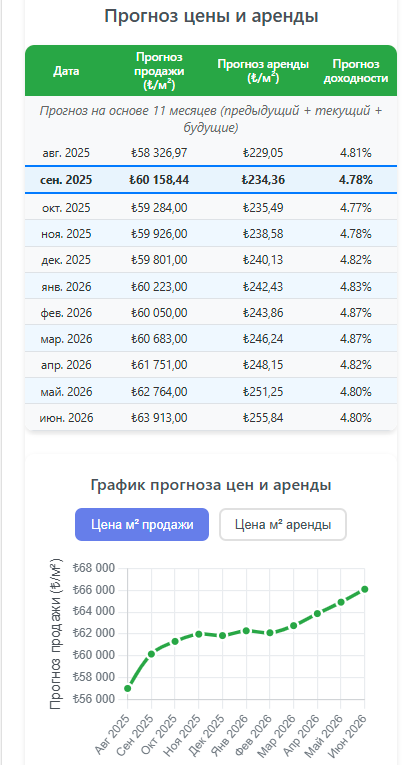 Прогноз цены и аренды
Дата Прогноз продажи (₺/м²) Прогноз аренды (₺/м²) Прогноз доходности
Прогноз на основе 11 месяцев (предыдущий + текущий +
будущие)
авг. 2025 ₺58 326,97 ₺229,05 4.81%
сен. 2025 ₺60 158,44 ₺234,36 4.78%
окт. 2025 ₺59 284,00 ₺235,49 4.77%
ноя. 2025 ₺59 926,00 ₺238,58 4.78%
дек. 2025 ₺59 801,00 ₺240,13 4.82%
янв. 2026 ₺60 223,00 ₺242,43 4.83%
фев. 2026 ₺60 050,00 ₺243,86 4.87%
мар. 2026 ₺60 683,00 ₺246,24 4.87%
апр. 2026 ₺61 751,00 ₺248,15 4.82%
май. 2026 ₺62 764,00 ₺251,25 4.80%
июн. 2026 ₺63 913,00 ₺255,84 4.80%
График прогноза цен и аренды
Цена м² продажи Цена м² аренды
Прогноз продажи (₺/м²)
₺68 000
₺66 000
₺64 000
₺62 000
₺60 000
₺58 000
₺56 000
Авг 2025 Сен 2025 Окт 2025 Ноя 2025 Дек 2025 Янв 2026 Фев 2026 Мар 2026 Апр 2026 Май 2026 Июн 2026